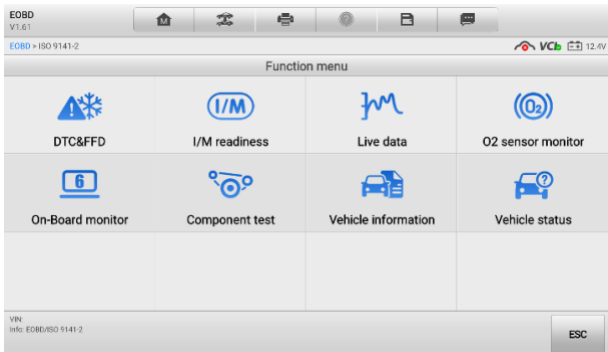 EOBD
V1.61
M
EOBD > ISO 9141-2
VCb 12.4V
Function menu
I/M
O2
DTC&FFD
I/M readiness
Live data
O2 sensor monitor
6
?
On-Board monitor
Component test
Vehicle information
Vehicle status
VIN:
Info: EOBD/ISO 9141-2
ESC